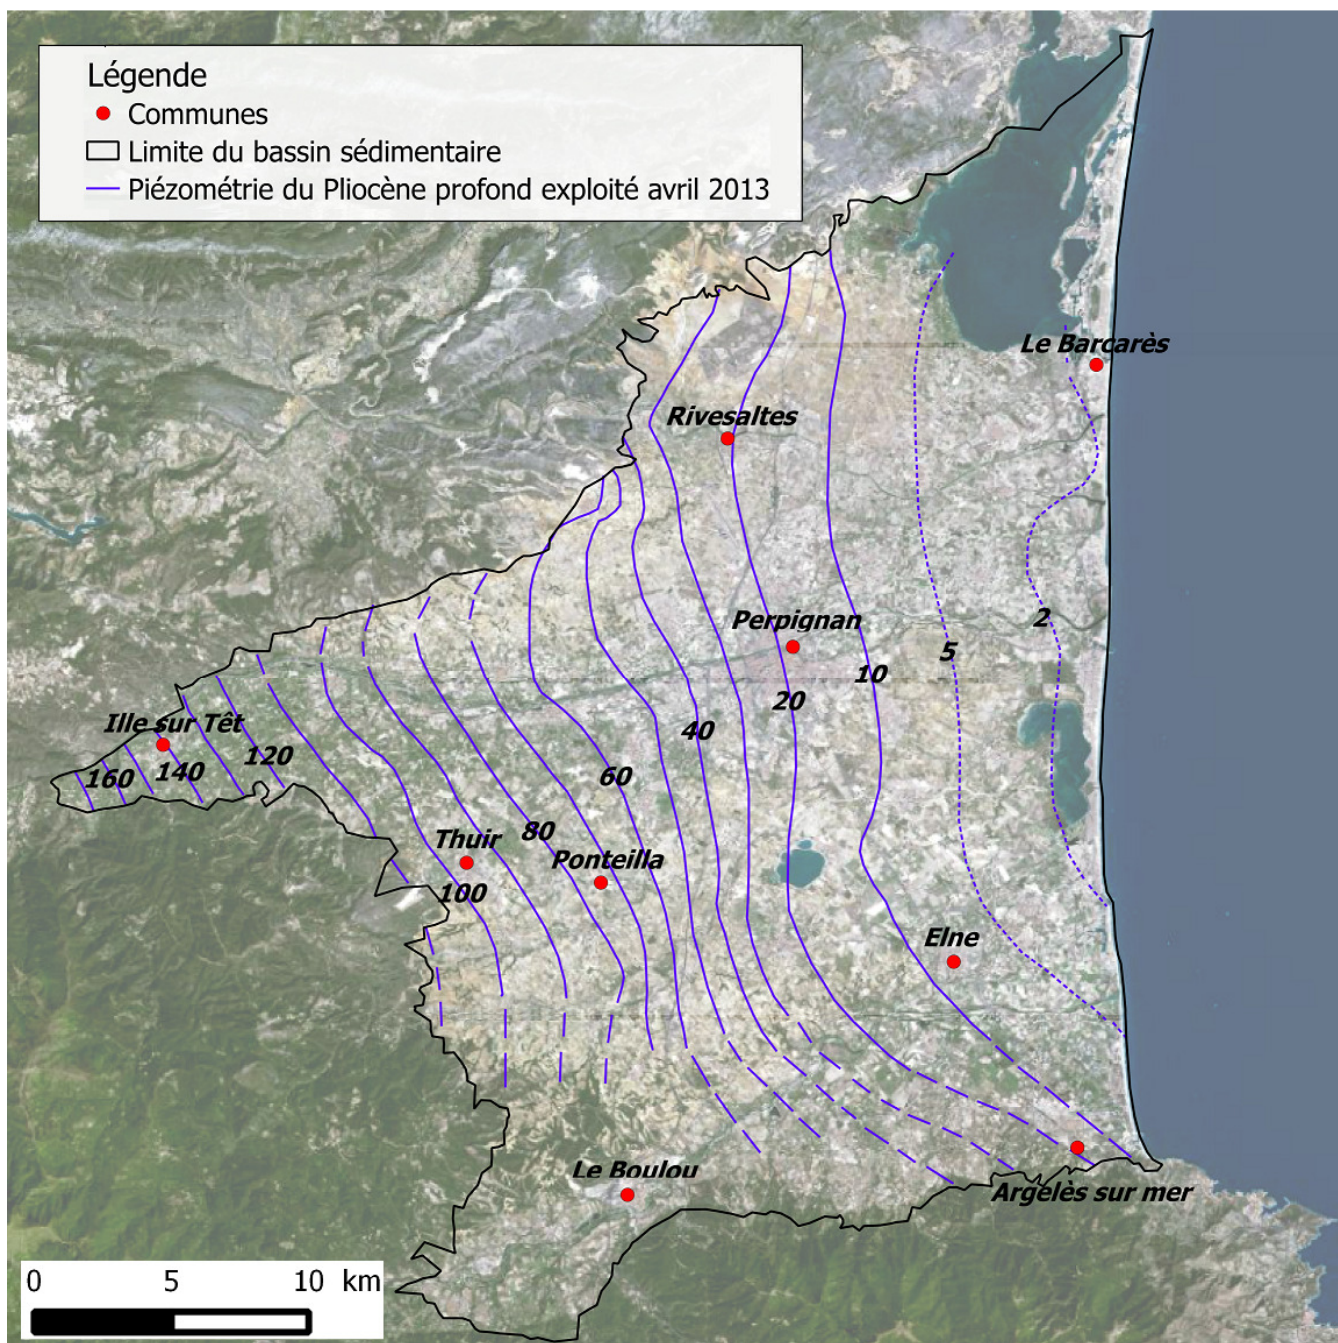 Légende
Communes
Limite du bassin sédimentaire
Piézométrie du Pliocène profond exploité avril 2013
Le Barcarès
Rivesaltes
Perpignan
2
5
10
20
Ille sur Têt
40
120
140
160
60
80
Thuir
Ponteilla
100
Elne
Le Boulou
Argelès sur mer
0 5 10 km